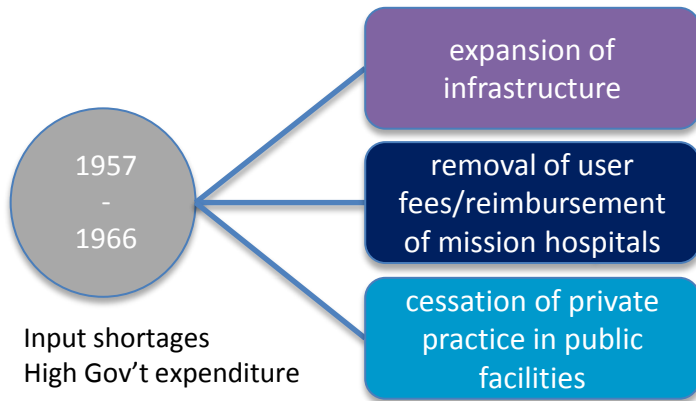 1957
-
1966
Input shortages
High Gov't expenditure
expansion of
infrastructure
removal of user
fees/reimbursement
of mission hospitals
cessation of private
practice in public
facilities